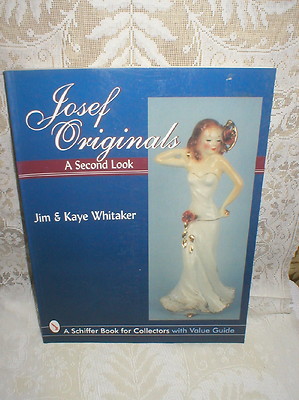 Josef
Originals
A Second Look
Jim & Kaye Whitaker
A Schiffer Book for Collectors with Value Guide